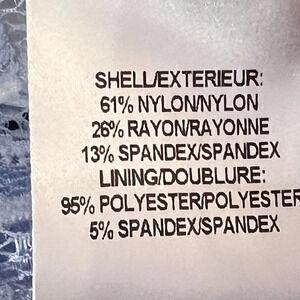 SHELL/EXTERIEUR:
61% NYLON/NYLON
26% RAYON/RAYONNE
13% SPANDEX/SPANDEX
LINING/DOUBLURE:
95% POLYESTER/POLYESTER
5% SPANDEX/SPANDEX